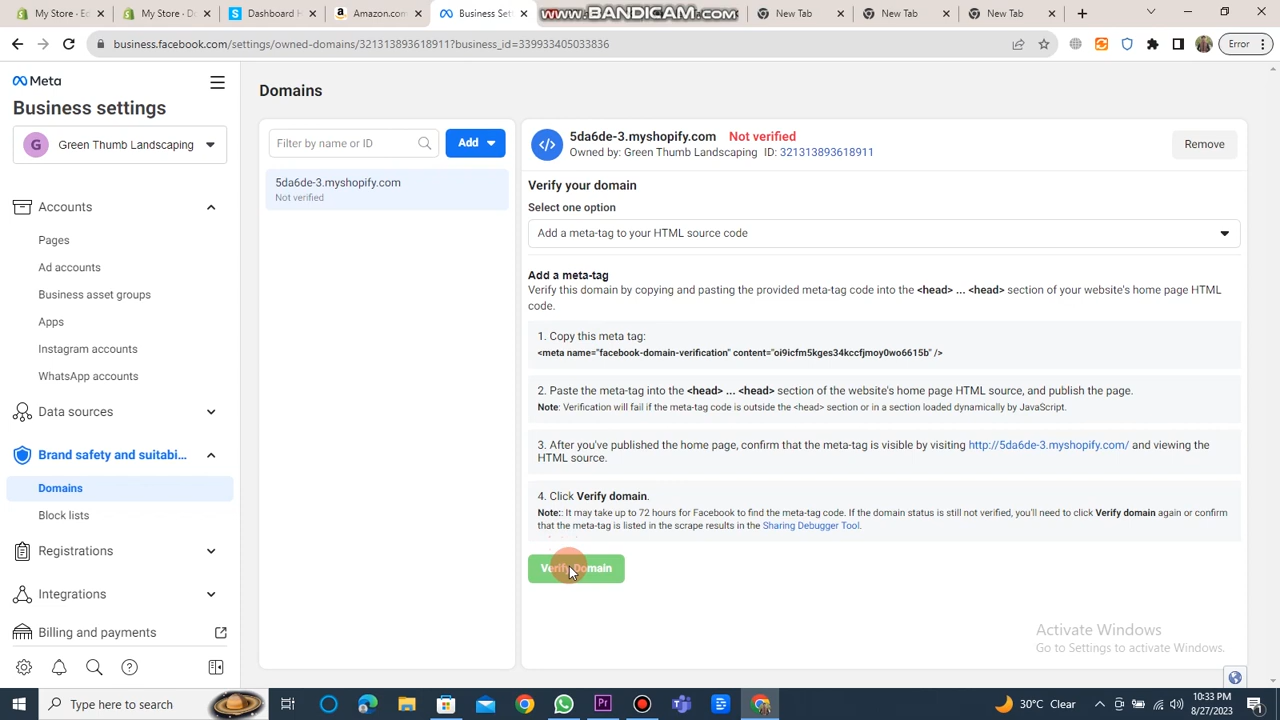 My Store · Ec
My Store · Do
Dashboard H
Amazon.com
Business Sett
www.BANDICAM.com
New Tab
New Tab
New Tab
business.facebook.com/settings/owned-domains/321313893618911?business_id=339933405033836
Error
Meta
Business settings
G Green Thumb Landscaping
Accounts
Pages
Ad accounts
Business asset groups
Apps
Instagram accounts
WhatsApp accounts
Data sources
Brand safety and suitabi...
Domains
Block lists
Registrations
Integrations
Billing and payments
Domains
Filter by name or ID
Add
5da6de-3.myshopify.com
Not verified
5da6de-3.myshopify.com Not verified
Owned by: Green Thumb Landscaping ID: 321313893618911
Remove
Verify your domain
Select one option
Add a meta-tag to your HTML source code
Add a meta-tag
Verify this domain by copying and pasting the provided meta-tag code into the <head> ... <head> section of your website's home page HTML
code.
1. Copy this meta tag:
<meta name="facebook-domain-verification" content="oi9icfm5kges34kccfjmoy0wo6615b" />
2. Paste the meta-tag into the <head> ... <head> section of the website's home page HTML source, and publish the page.
Note: Verification will fail if the meta-tag code is outside the <head> section or in a section loaded dynamically by JavaScript.
3. After you've published the home page, confirm that the meta-tag is visible by visiting http://5da6de-3.myshopify.com/ and viewing the
HTML source.
4. Click Verify domain.
Note:: It may take up to 72 hours for Facebook to find the meta-tag code. If the domain status is still not verified, you'll need to click Verify domain again or confirm
that the meta-tag is listed in the scrape results in the Sharing Debugger Tool.
Verify Domain
Activate Windows
Go to Settings to activate Windows.
Type here to search
30°C Clear
10:33 PM
8/27/2023